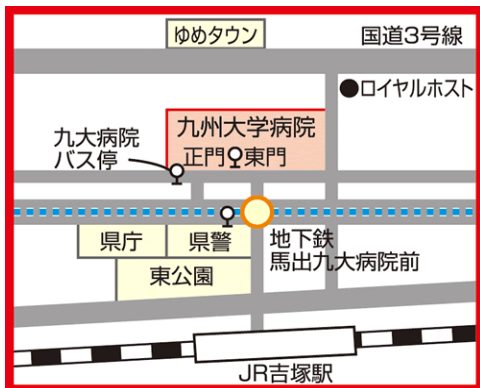 ゆめタウン
国道3号線
●ロイヤルホスト
九州大学病院
正門
東門
九大病院
バス停
県庁
県警
地下鉄
馬出九大病院前
東公園
JR吉塚駅